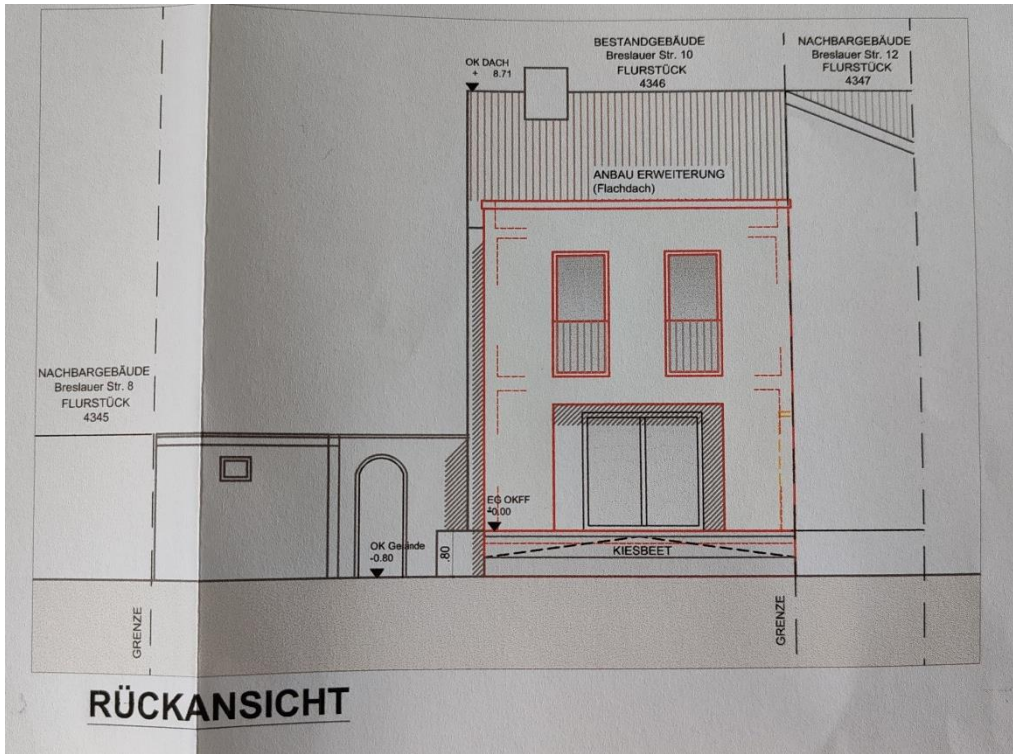 BESTANDGEBÄUDE
Breslauer Str. 10
FLURSTÜCK
4346
NACHBARGEBÄUDE
Breslauer Str. 12
FLURSTÜCK
4347
OK DACH
+ 8.71
ANBAU ERWEITERUNG
(Flachdach)
NACHBARGEBÄUDE
Breslauer Str. 8
FLURSTÜCK
4345
EG OKFF
±0.00
OK Gelände
-0.80
.80
KIESBEET
GRENZE
GRENZE
RÜCKANSICHT